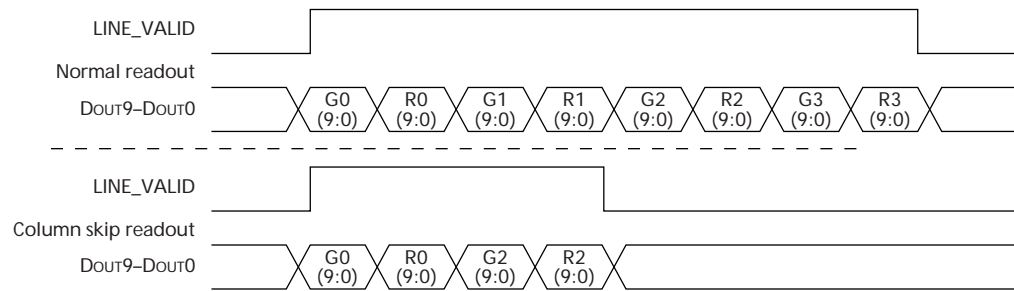 LINE_VALID
Normal readout
DOUT9–DOUT0
G0 (9:0) R0 (9:0) G1 (9:0) R1 (9:0) G2 (9:0) R2 (9:0) G3 (9:0) R3 (9:0)
LINE_VALID
Column skip readout
DOUT9–DOUT0
G0 (9:0) R0 (9:0) G2 (9:0) R2 (9:0)